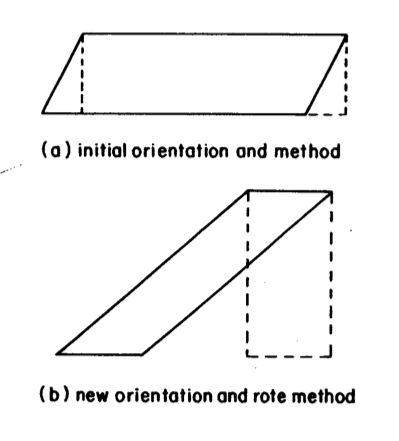 (a) initial orientation and method
(b) new orientation and rote method